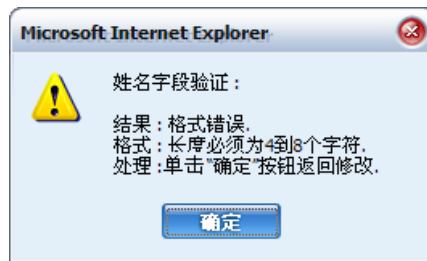 Microsoft Internet Explorer
姓名字段验证：
结果：格式错误.
格式：长度必须为4到8个字符.
处理:单击"确定"按钮返回修改.
确定